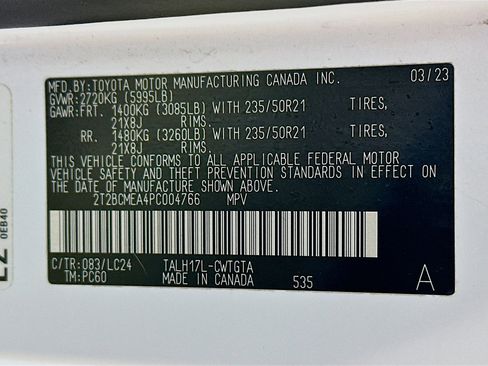 MFD.BY:TOYOTA MOTOR MANUFACTURING CANADA INC. 03/23
GVWR:2720KG (5995LB)
GAWR:FRT. 1400KG (3085LB) WITH 235/50R21 TIRES,
21X8J RIMS.
RR. 1480KG (3260LB) WITH 235/50R21 TIRES,
21X8J RIMS.
THIS VEHICLE CONFORMS TO ALL APPLICABLE FEDERAL MOTOR
VEHICLE SAFETY AND THEFT PREVENTION STANDARDS IN EFFECT ON
THE DATE OF MANUFACTURE SHOWN ABOVE.
2T2BCMEA4PC004766 MPV
C/TR:083/LC24 TALH17L-CWTGTA
TM:PC60 MADE IN CANADA 535 A
0EB40